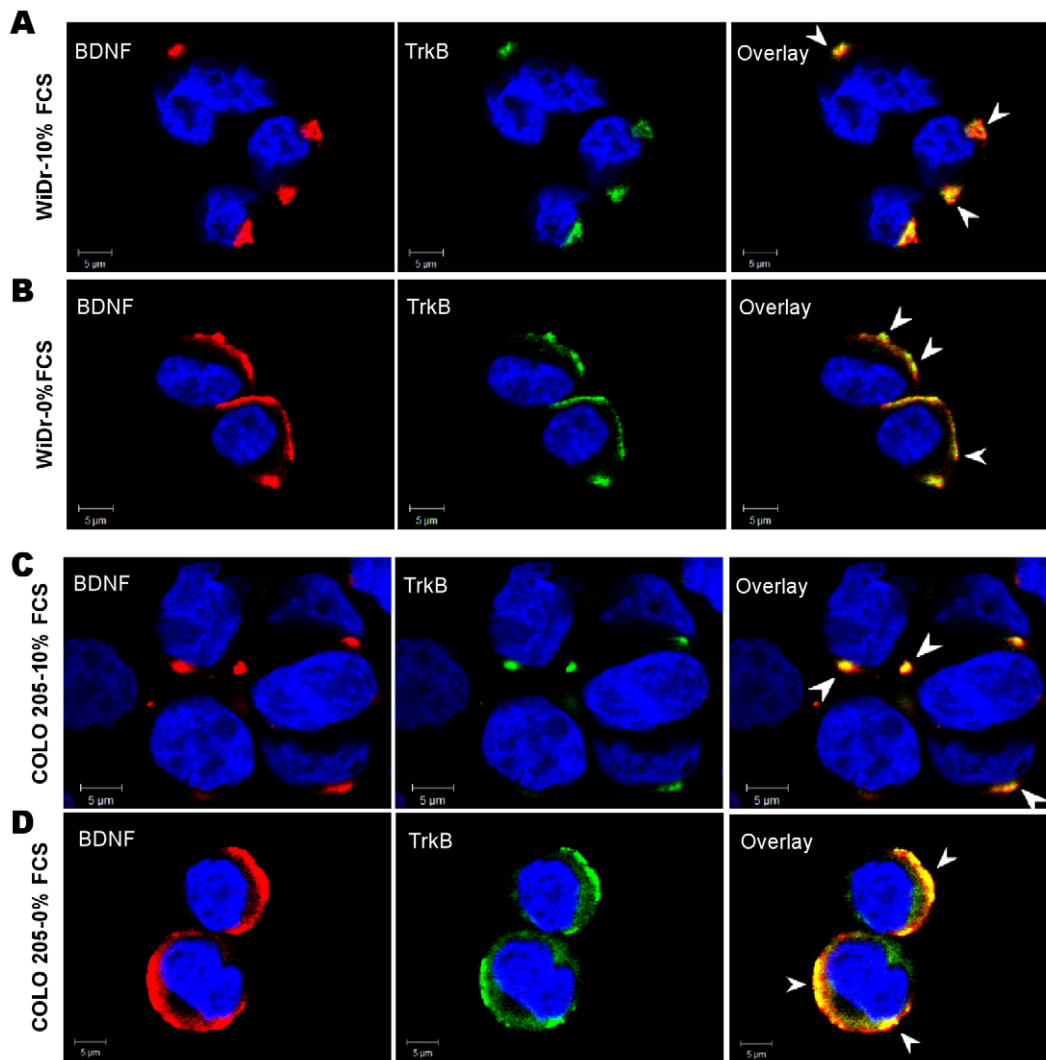 A
WiDr-10% FCS
BDNF
TrkB
Overlay
5 µm
5 µm
5 µm
B
WiDr-0%FCS
BDNF
TrkB
Overlay
5 µm
5 µm
5 µm
C
COLO 205-10% FCS
BDNF
TrkB
Overlay
5 µm
5 µm
5 µm
D
COLO 205-0% FCS
BDNF
TrkB
Overlay
5 µm
5 µm
5 µm